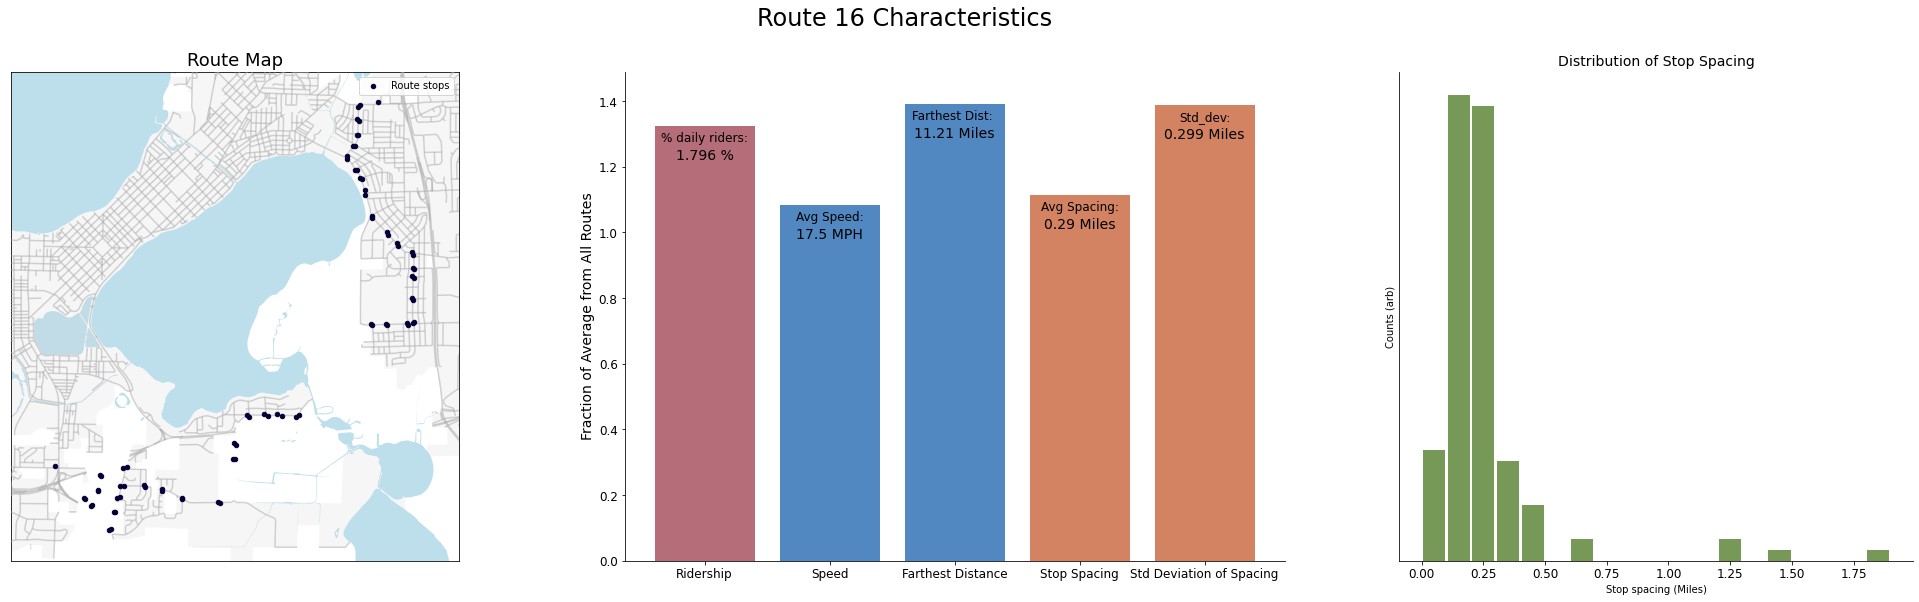 Route 16 Characteristics
Route Map
Route stops
Fraction of Average from All Routes
1.4
1.2
1.0
0.8
0.6
0.4
0.2
0.0
% daily riders:
1.796 %
Avg Speed:
17.5 MPH
Farthest Dist:
11.21 Miles
Avg Spacing:
0.29 Miles
Std_dev:
0.299 Miles
Ridership
Speed
Farthest Distance
Stop Spacing
Std Deviation of Spacing
Distribution of Stop Spacing
Counts (arb)
0.00 0.25 0.50 0.75 1.00 1.25 1.50 1.75
Stop spacing (Miles)